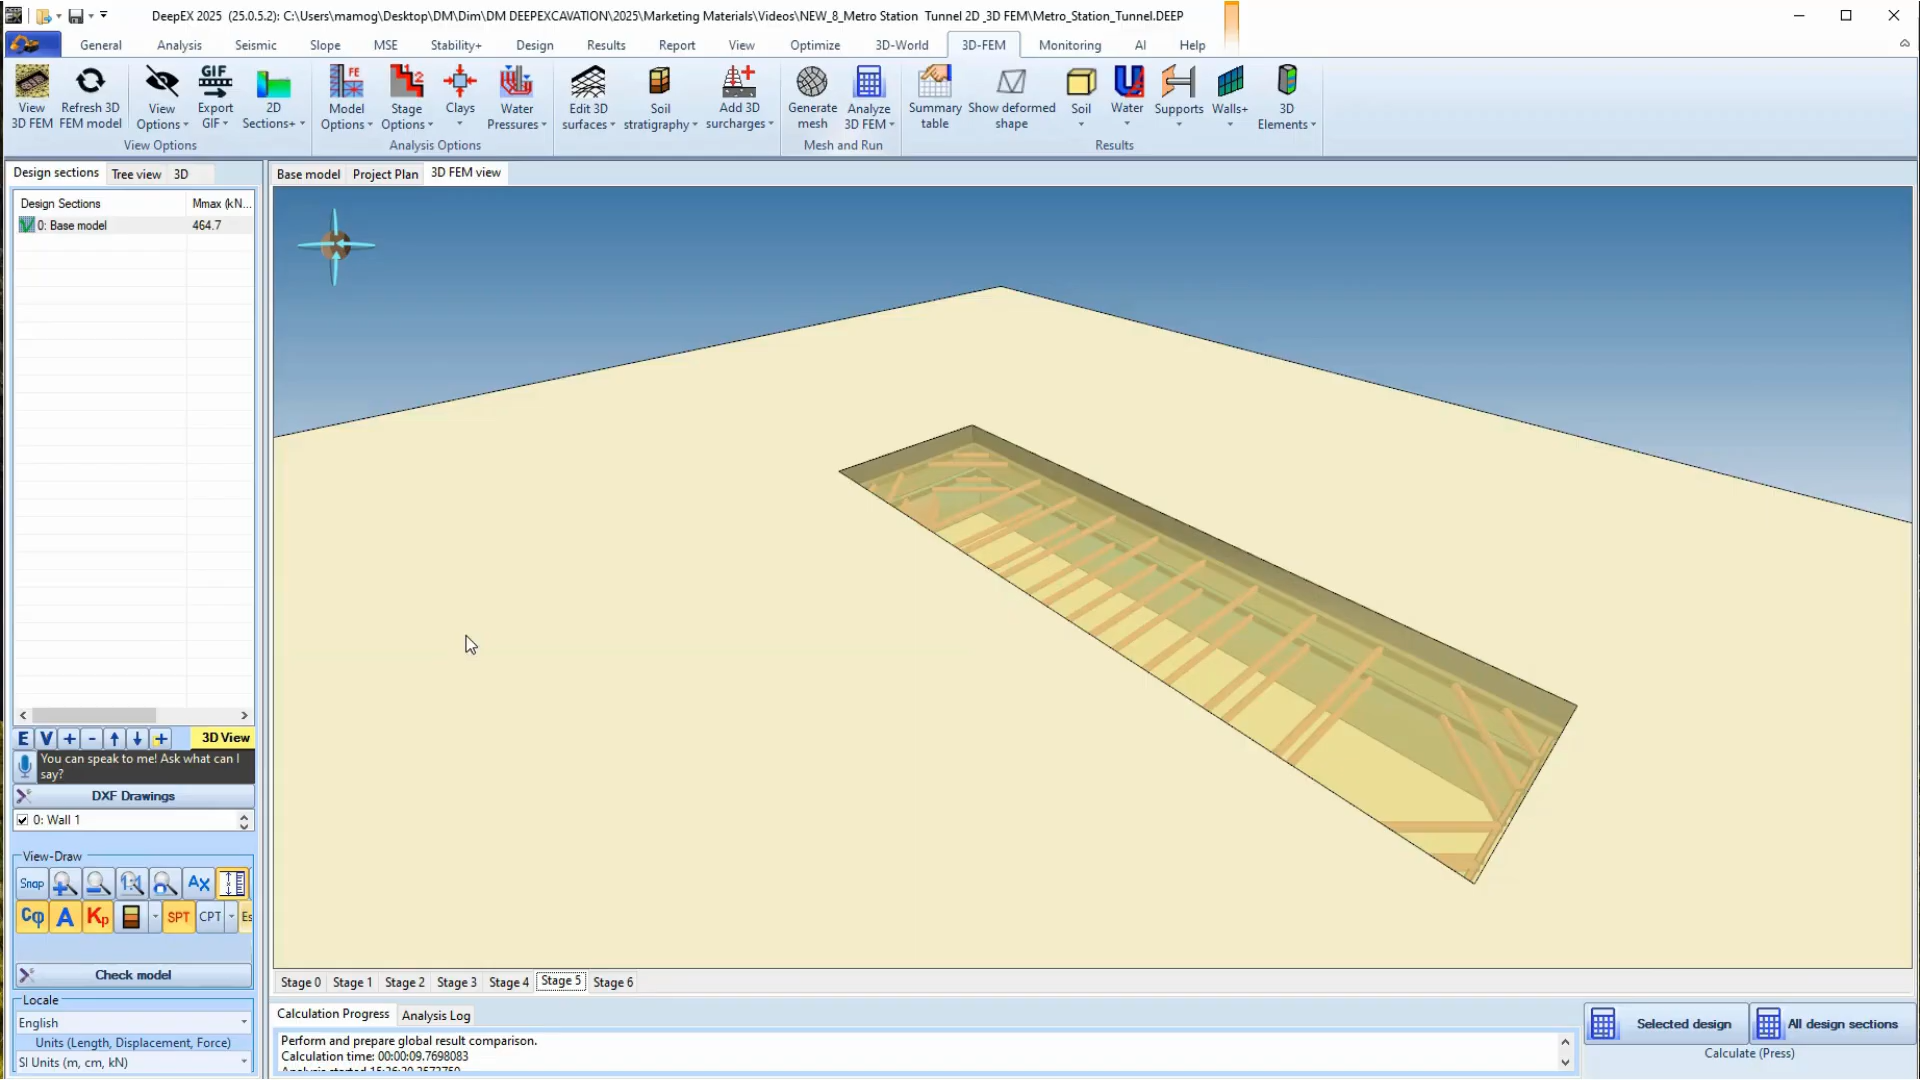 DeepEX 2025 (25.0.5.2): C:\Users\mamog\Desktop\DM\Dim\DM DEEPEXCAVATION\2025\Marketing Materials\Videos\NEW_8_Metro Station Tunnel 2D _3D FEM\Metro_Station_Tunnel.DEEP
General Analysis Seismic Slope MSE Stability+ Design Results Report View Optimize 3D-World 3D-FEM Monitoring AI Help
View 3D FEM
Refresh 3D FEM model
View Options
Export GIF
2D Sections+
Model Options
Stage Options
Clays
Water Pressures
Edit 3D surfaces
Soil stratigraphy
Add 3D surcharges
Generate mesh
Analyze 3D FEM
Summary table
Show deformed shape
Soil
Water
Supports
Walls+
3D Elements
View Options Analysis Options Mesh and Run Results
Design sections Tree view 3D
Base model Project Plan 3D FEM view
Design Sections Mmax (kN...
0: Base model 464.7
E V + - 3D View
You can speak to me! Ask what can I say?
DXF Drawings
0: Wall 1
View-Draw
Snap 1:1 Ax
Cφ A Kp SPT CPT Es
Check model
Locale
English
Units (Length, Displacement, Force)
SI Units (m, cm, kN)
Stage 0 Stage 1 Stage 2 Stage 3 Stage 4 Stage 5 Stage 6
Calculation Progress Analysis Log
Perform and prepare global result comparison.
Calculation time: 00:00:09.7698083
Selected design All design sections
Calculate (Press)